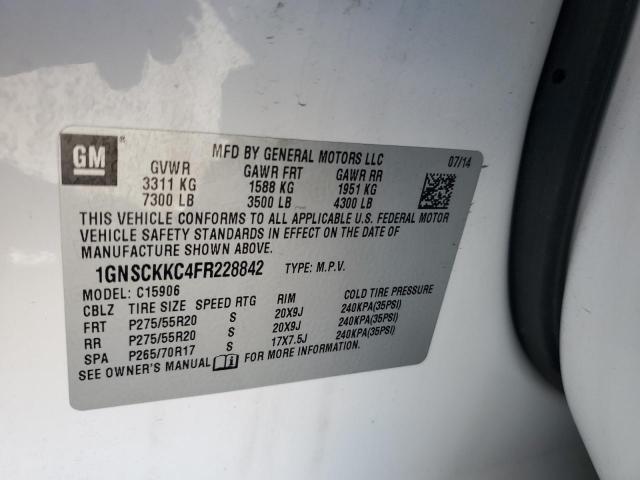 GM ®
MFD BY GENERAL MOTORS LLC 07/14
GVWR GAWR FRT GAWR RR
3311 KG 1588 KG 1951 KG
7300 LB 3500 LB 4300 LB
THIS VEHICLE CONFORMS TO ALL APPLICABLE U.S. FEDERAL MOTOR
VEHICLE SAFETY STANDARDS IN EFFECT ON THE DATE OF
MANUFACTURE SHOWN ABOVE.
1GNSCKKC4FR228842 TYPE: M.P.V.
MODEL: C15906
CBLZ TIRE SIZE SPEED RTG RIM COLD TIRE PRESSURE
FRT P275/55R20 S 20X9J 240KPA(35PSI)
RR P275/55R20 S 20X9J 240KPA(35PSI)
SPA P265/70R17 S 17X7.5J 240KPA(35PSI)
SEE OWNER'S MANUAL FOR MORE INFORMATION.